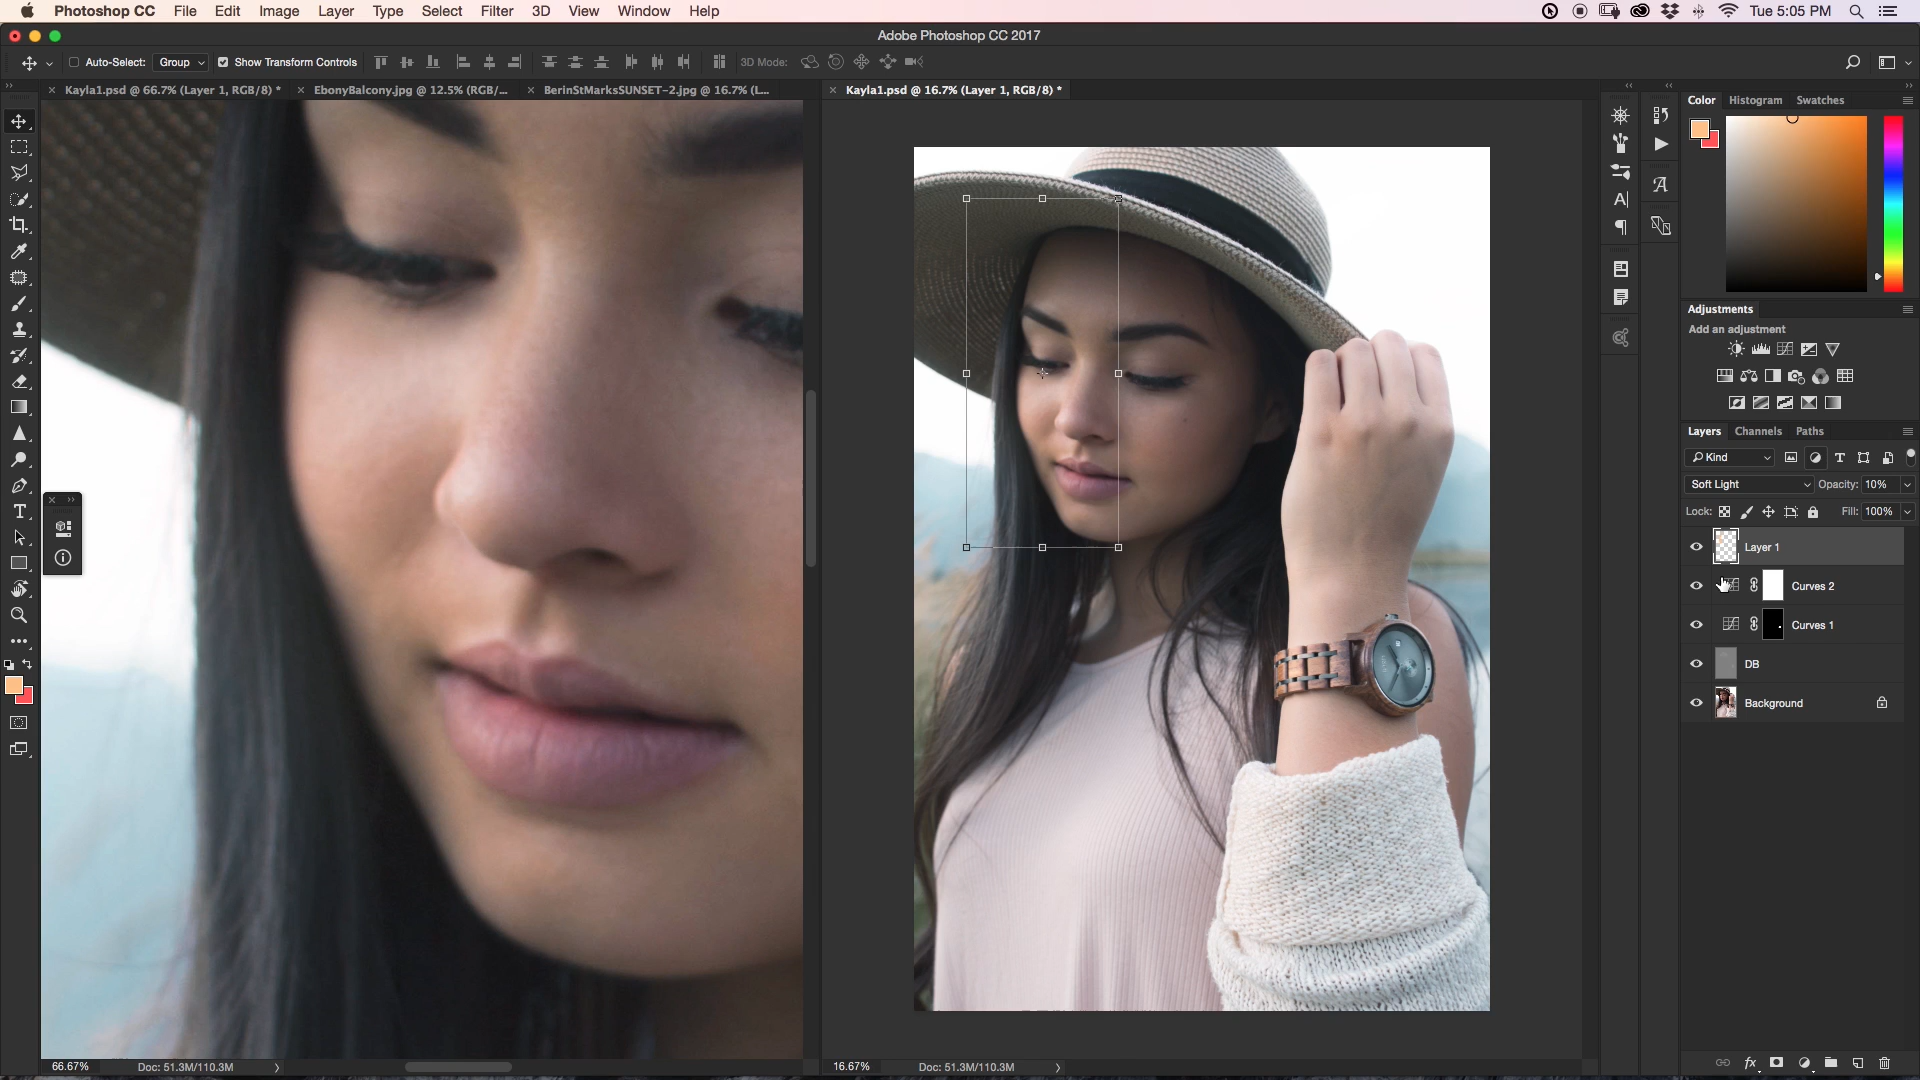 Photoshop CC File Edit Image Layer Type Select Filter 3D View Window Help Tue 5:05 PM
Adobe Photoshop CC 2017
Auto-Select: Group Show Transform Controls 3D Mode:
Kayla1.psd @ 66.7% (Layer 1, RGB/8) * EbonyBalcony.jpg @ 12.5% (RGB/... BerinStMarksSUNSET-2.jpg @ 16.7% (L... Kayla1.psd @ 16.7% (Layer 1, RGB/8) *
Color Histogram Swatches
Adjustments
Add an adjustment
Layers Channels Paths
Kind
Soft Light Opacity: 10%
Lock: Fill: 100%
Layer 1
Curves 2
Curves 1
DB
Background
66.67% Doc: 51.3M/110.3M 16.67% Doc: 51.3M/110.3M